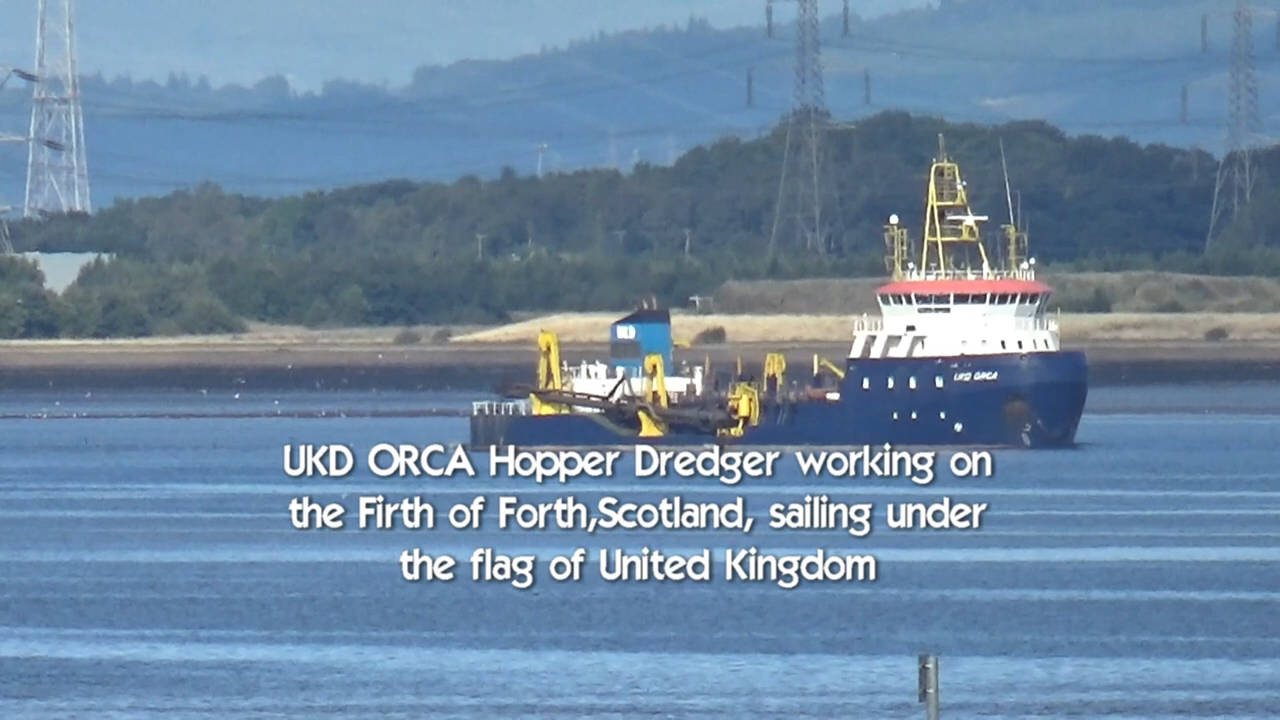 UKD
UKD ORCA
UKD ORCA Hopper Dredger working on
the Firth of Forth,Scotland, sailing under
the flag of United Kingdom